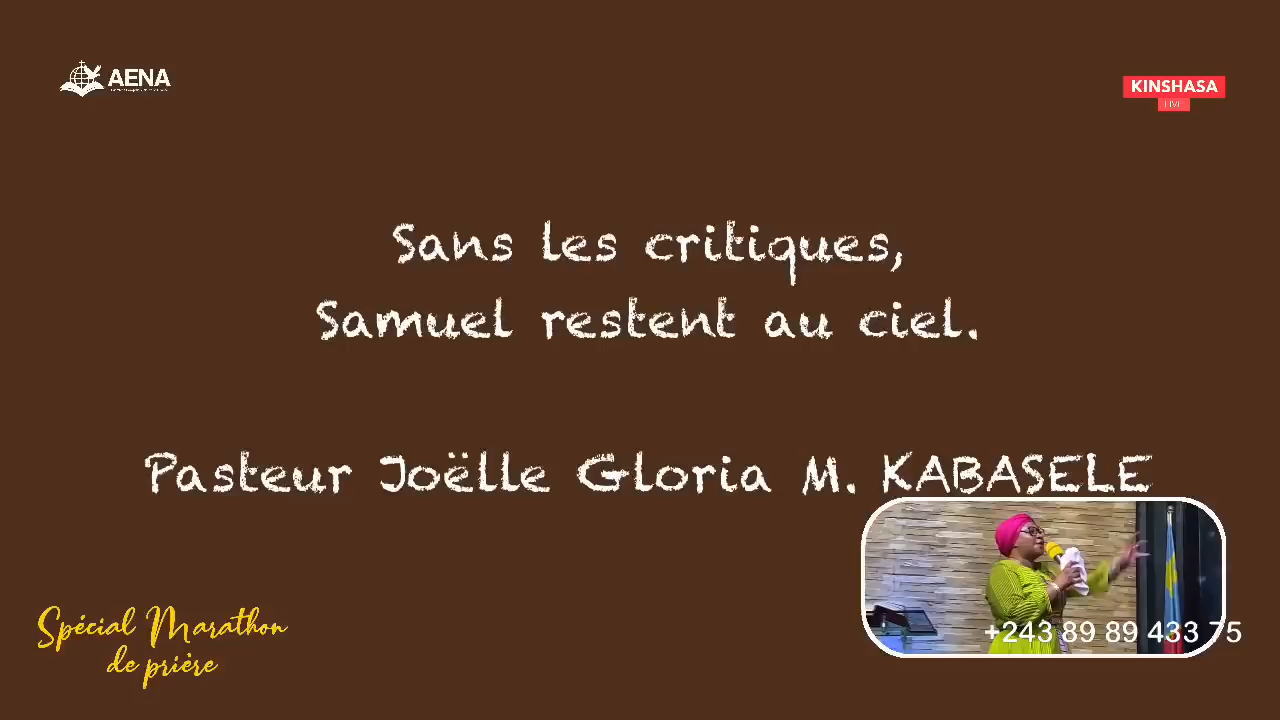 AENA
KINSHASA
LIVE
Sans les critiques,
Samuel restent au ciel.
Pasteur Joëlle Gloria M. KABASELE
+243 89 89 433 75
Spécial Marathon
de prière